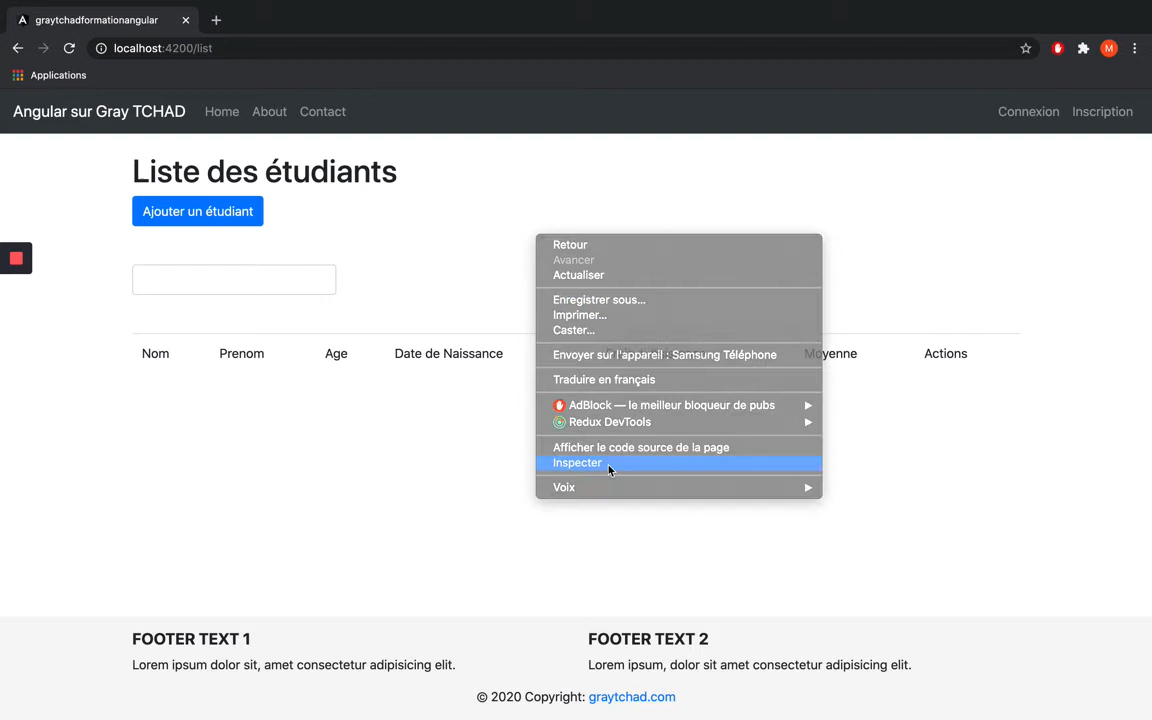 graytchadformationangular
localhost:4200/list
M
Applications
Angular sur Gray TCHAD Home About Contact Connexion Inscription
Liste des étudiants
Ajouter un étudiant
Retour
Avancer
Actualiser
Enregistrer sous...
Imprimer...
Caster...
Envoyer sur l'appareil : Samsung Téléphone
Traduire en français
AdBlock — le meilleur bloqueur de pubs
Redux DevTools
Afficher le code source de la page
Inspecter
Voix
Nom Prenom Age Date de Naissance Moyenne Actions
FOOTER TEXT 1
Lorem ipsum dolor sit, amet consectetur adipisicing elit.
FOOTER TEXT 2
Lorem ipsum, dolor sit amet consectetur adipisicing elit.
© 2020 Copyright: graytchad.com